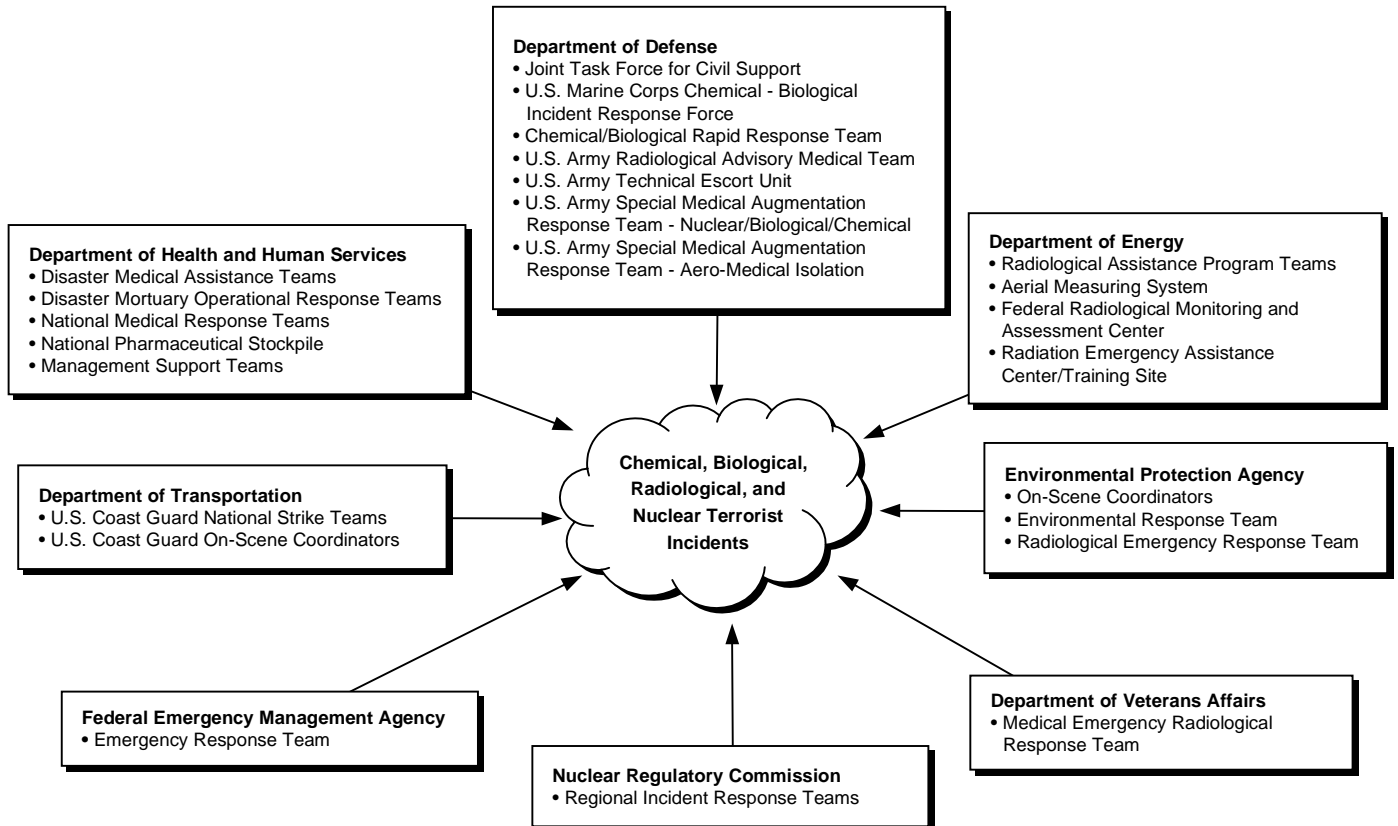 Department of Defense
• Joint Task Force for Civil Support
• U.S. Marine Corps Chemical - Biological
Incident Response Force
• Chemical/Biological Rapid Response Team
• U.S. Army Radiological Advisory Medical Team
• U.S. Army Technical Escort Unit
• U.S. Army Special Medical Augmentation
Response Team - Nuclear/Biological/Chemical
• U.S. Army Special Medical Augmentation
Response Team - Aero-Medical Isolation
Department of Health and Human Services
• Disaster Medical Assistance Teams
• Disaster Mortuary Operational Response Teams
• National Medical Response Teams
• National Pharmaceutical Stockpile
• Management Support Teams
Department of Energy
• Radiological Assistance Program Teams
• Aerial Measuring System
• Federal Radiological Monitoring and
Assessment Center
• Radiation Emergency Assistance
Center/Training Site
Chemical, Biological,
Radiological, and
Nuclear Terrorist
Incidents
Department of Transportation
• U.S. Coast Guard National Strike Teams
• U.S. Coast Guard On-Scene Coordinators
Environmental Protection Agency
• On-Scene Coordinators
• Environmental Response Team
• Radiological Emergency Response Team
Federal Emergency Management Agency
• Emergency Response Team
Nuclear Regulatory Commission
• Regional Incident Response Teams
Department of Veterans Affairs
• Medical Emergency Radiological
Response Team